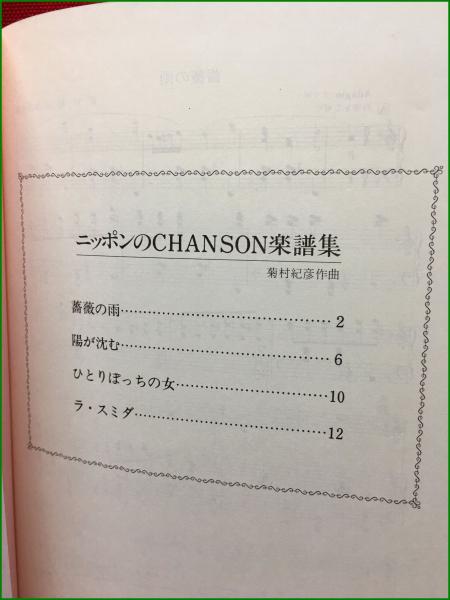 ニッポンのCHANSON楽譜集
菊村紀彦作曲
薔薇の雨……………………………… 2
陽が沈む……………………………… 6
ひとりぼっちの女………………………10
ラ・スミダ………………………………12